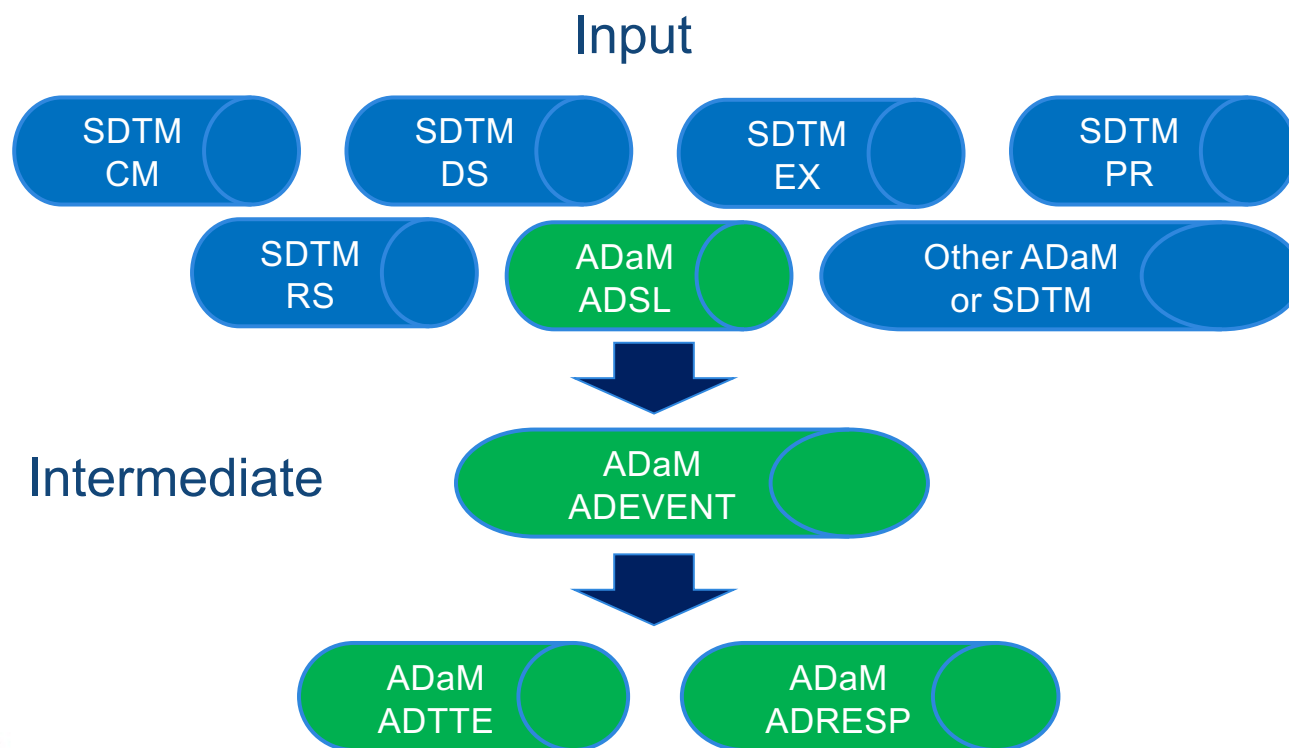 Input
SDTM
CM
SDTM
DS
SDTM
EX
SDTM
PR
SDTM
RS
ADaM
ADSL
Other ADaM
or SDTM
Intermediate
ADaM
ADEVENT
ADaM
ADTTE
ADaM
ADRESP